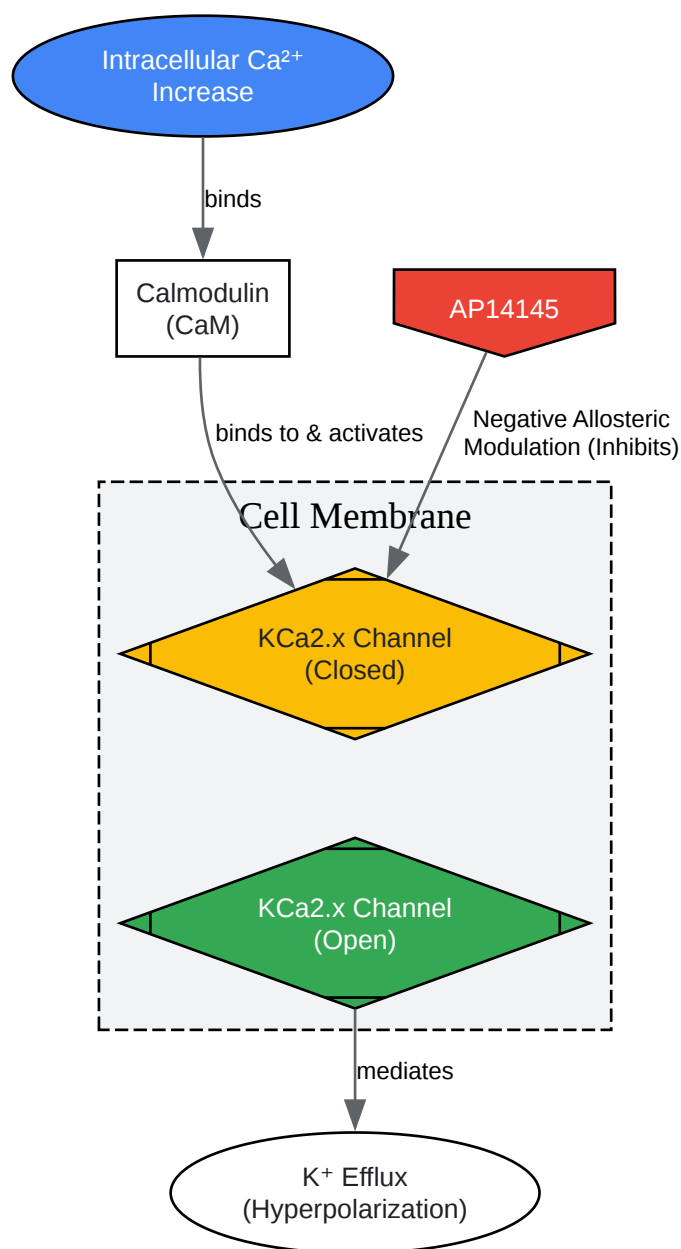 Intracellular Ca²⁺
Increase
binds
Calmodulin
(CaM)
AP14145
binds to & activates
Negative Allosteric
Modulation (Inhibits)
Cell Membrane
KCa2.x Channel
(Closed)
KCa2.x Channel
(Open)
mediates
K⁺ Efflux
(Hyperpolarization)